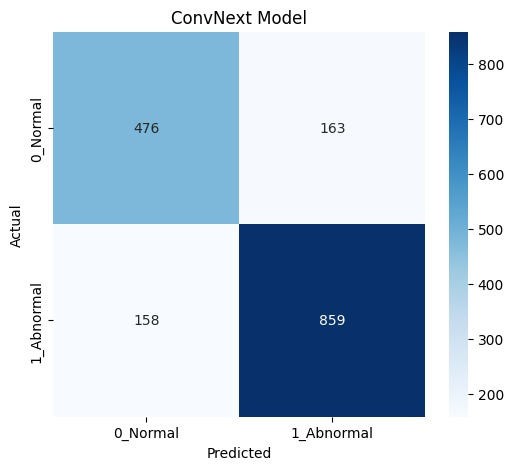 ConvNext Model
0_Normal
476
163
1_Abnormal
158
859
Actual
0_Normal
1_Abnormal
Predicted
800
700
600
500
400
300
200